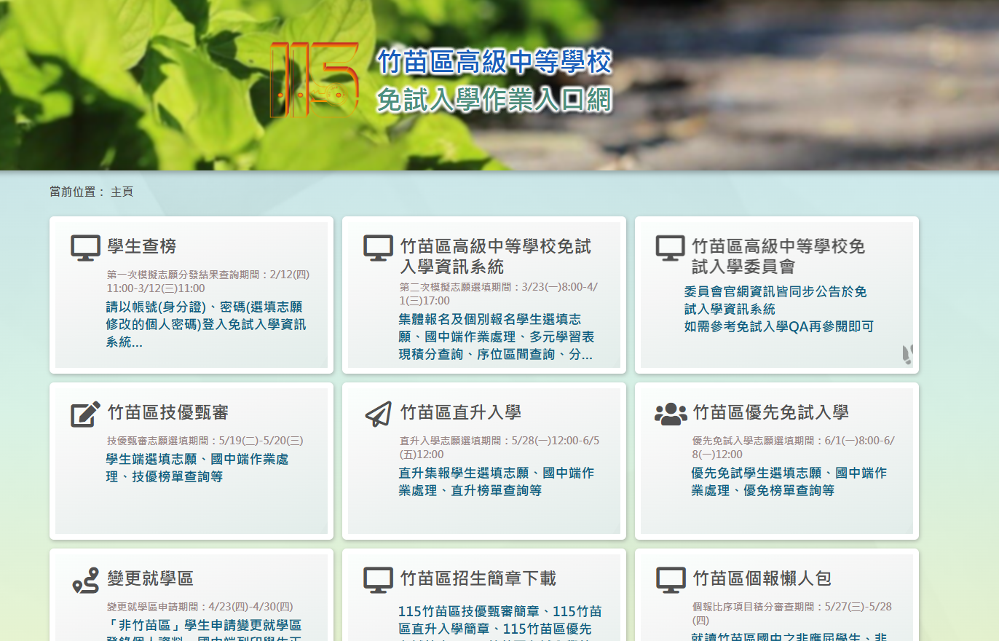 115
竹苗區高級中等學校
免試入學作業入口網
當前位置： 主頁
學生查榜
第一次模擬志願分發結果查詢期間：2/12(四)
11:00-3/12(三)11:00
請以帳號(身分證)、密碼(選填志願
修改的個人密碼)登入免試入學資訊
系統...
竹苗區高級中等學校免試
入學資訊系統
第二次模擬志願選填期間：3/23(一)8:00-4/
1(三)17:00
集體報名及個別報名學生選填志
願、國中端作業處理、多元學習表
現積分查詢、序位區間查詢、分...
竹苗區高級中等學校免
試入學委員會
委員會官網資訊皆同步公告於免
試入學資訊系統
如需參考免試入學QA再參閱即可
竹苗區技優甄審
技優甄審志願選填期間：5/19(二)-5/20(三)
學生端選填志願、國中端作業處
理、技優榜單查詢等
竹苗區直升入學
直升入學志願選填期間：5/28(一)12:00-6/5
(五)12:00
直升集報學生選填志願、國中端作
業處理、直升榜單查詢等
竹苗區優先免試入學
優先免試入學志願選填期間：6/1(一)8:00-6/
8(一)12:00
優先免試學生選填志願、國中端作
業處理、優免榜單查詢等
變更就學區
變更就學區申請期間：4/23(四)-4/30(四)
「非竹苗區」學生申請變更就學區
竹苗區招生簡章下載
115竹苗區技優甄審簡章、115竹苗
區直升入學簡章、115竹苗區優先
竹苗區個報懶人包
個報比序項目積分審查期間：5/27(三)-5/28
(四)
就讀竹苗區國中之非應屆學生、非